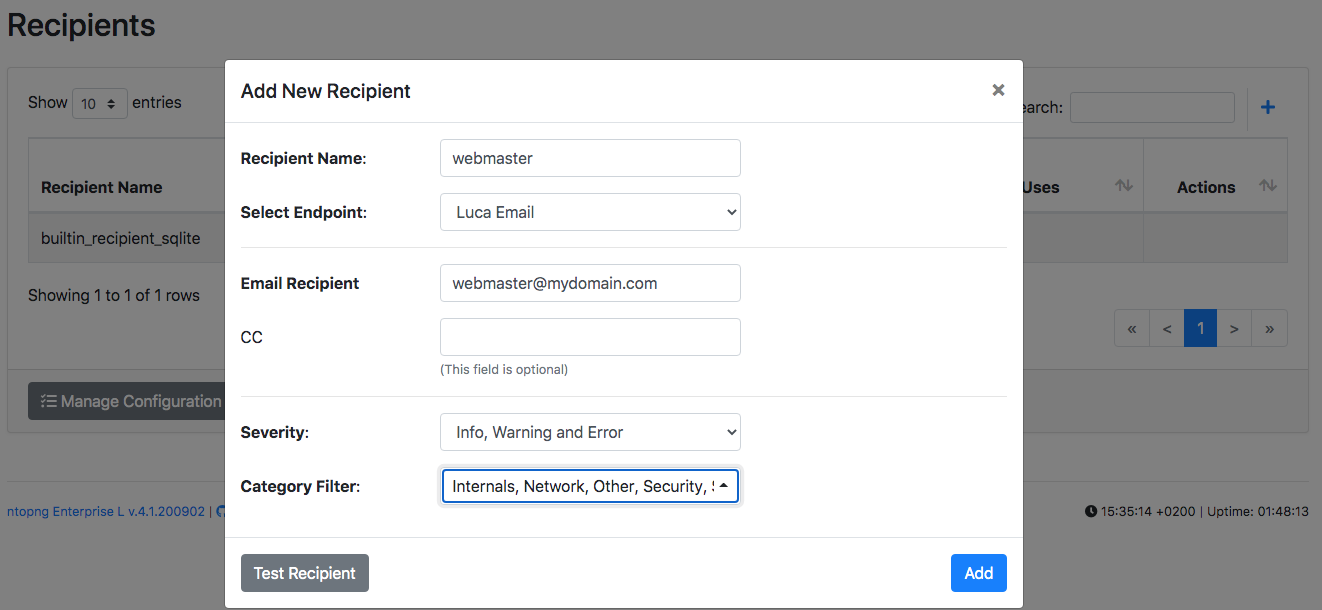 Recipients
Add New Recipient ×
Show 10 entries
earch:
+
Recipient Name: webmaster
Recipient Name
Uses
Actions
Select Endpoint: Luca Email
builtin_recipient_sqlite
Email Recipient webmaster@mydomain.com
Showing 1 to 1 of 1 rows
« < 1 > »
CC
(This field is optional)
Manage Configuration
Severity: Info, Warning and Error
Category Filter: Internals, Network, Other, Security,
ntopng Enterprise L v.4.1.200902 |
15:35:14 +0200 | Uptime: 01:48:13
Test Recipient
Add